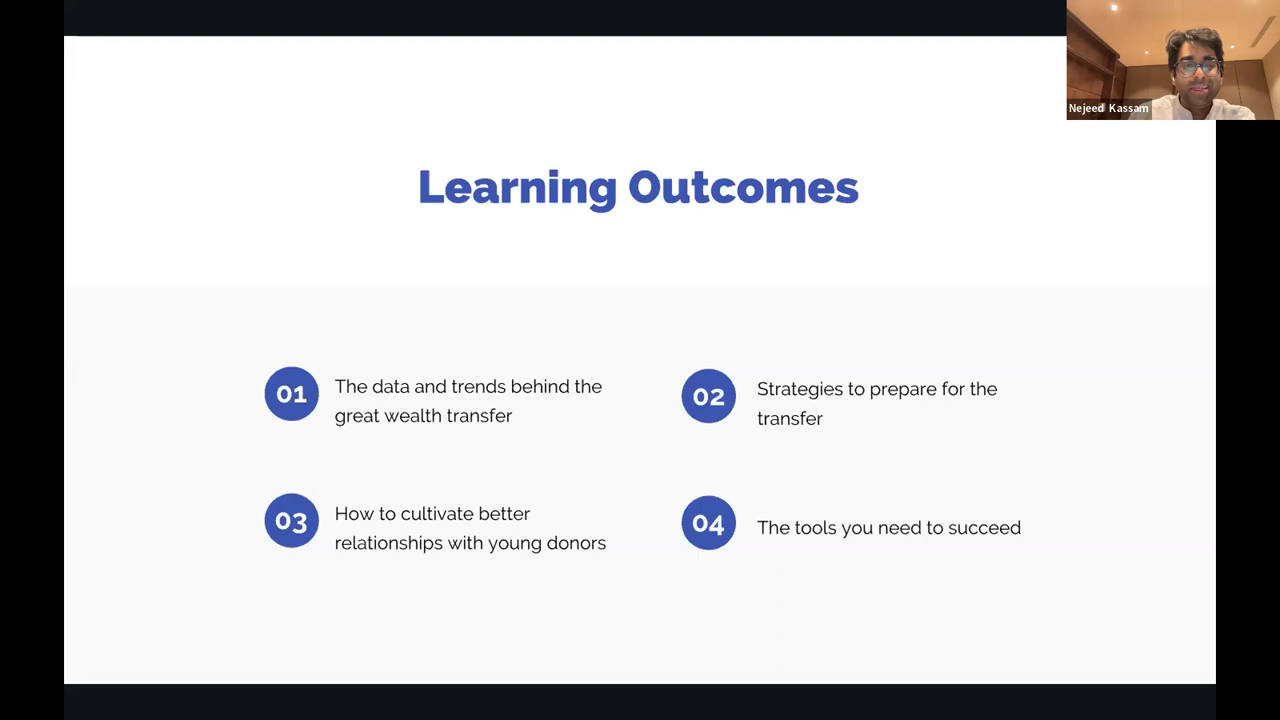 Nejeed Kassam
Learning Outcomes
01
The data and trends behind the
great wealth transfer
02
Strategies to prepare for the
transfer
03
How to cultivate better
relationships with young donors
04
The tools you need to succeed